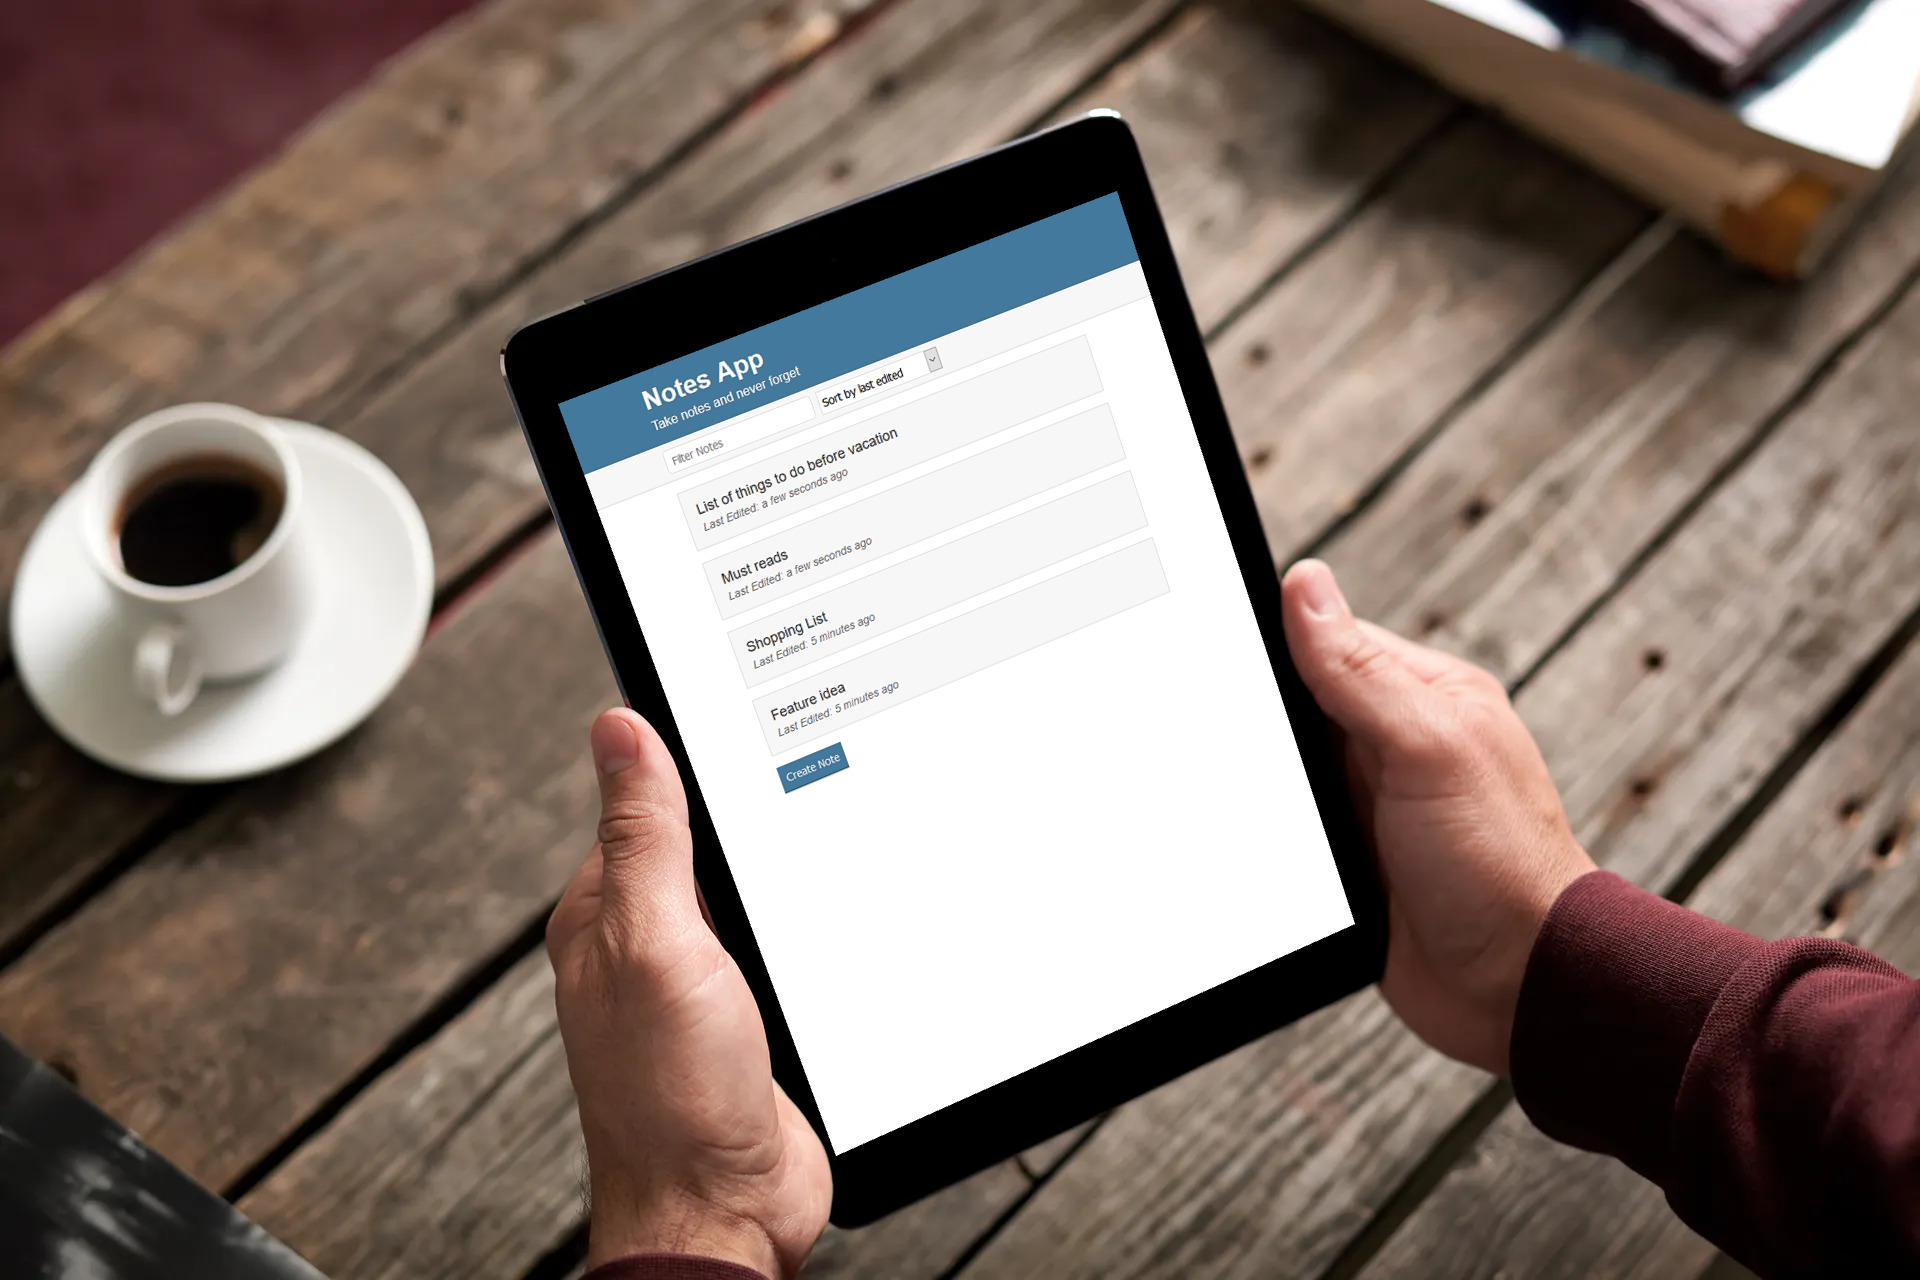 Notes App
Take notes and never forget
Filter Notes
Sort by last edited
List of things to do before vacation
Last Edited: a few seconds ago
Must reads
Last Edited: a few seconds ago
Shopping List
Last Edited: 5 minutes ago
Feature idea
Last Edited: 5 minutes ago
Create Note